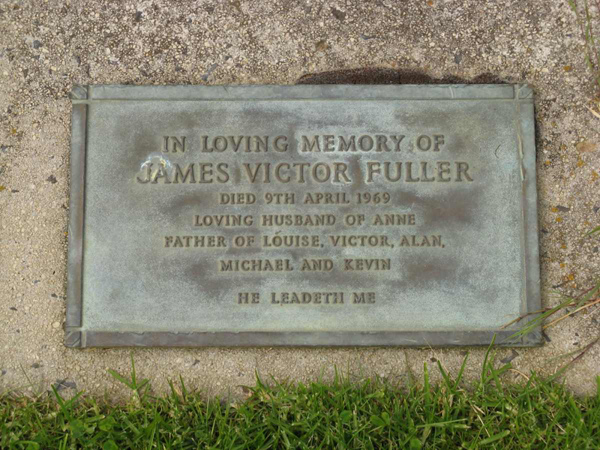 IN LOVING MEMORY OF
JAMES VICTOR FULLER
DIED 9TH APRIL 1969
LOVING HUSBAND OF ANNE
FATHER OF LOUISE, VICTOR, ALAN,
MICHAEL AND KEVIN
HE LEADETH ME